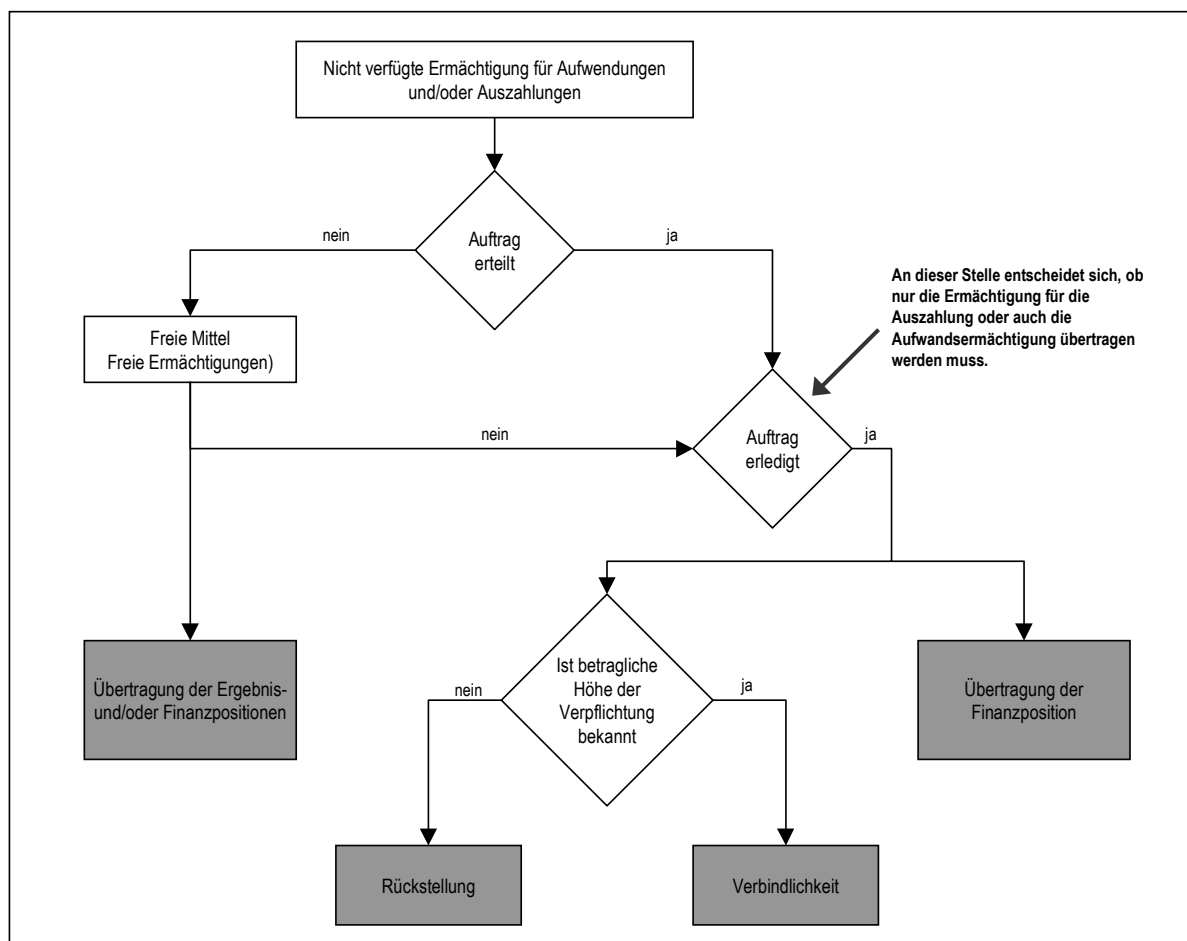 Nicht verfügte Ermächtigung für Aufwendungen
und/oder Auszahlungen
nein
Auftrag
erteilt
ja
An dieser Stelle entscheidet sich, ob
nur die Ermächtigung für die
Auszahlung oder auch die
Aufwandsermächtigung übertragen
werden muss.
Freie Mittel
Freie Ermächtigungen)
nein
Auftrag
erledigt
ja
Übertragung der Ergebnis-
und/oder Finanzpositionen
nein
Ist betragliche
Höhe der
Verpflichtung
bekannt
ja
Übertragung der
Finanzposition
Rückstellung
Verbindlichkeit